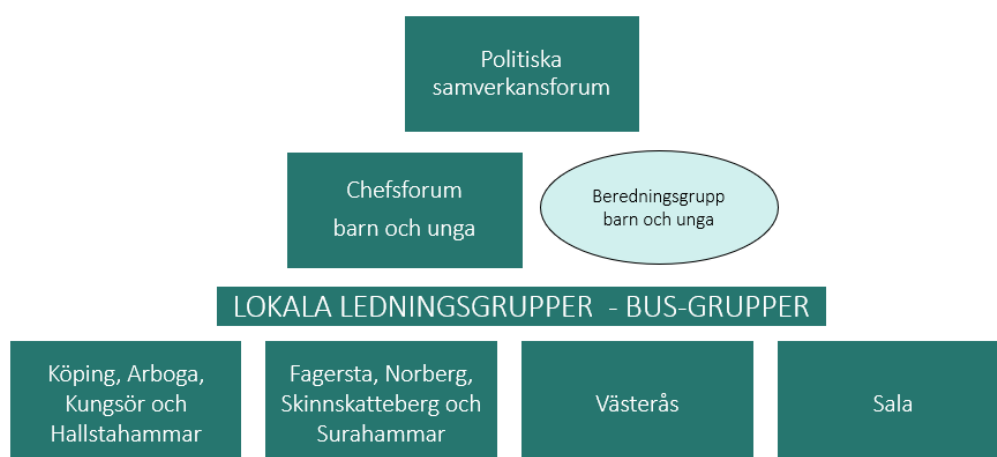 Politiska
samverkansforum
Chefsforum
barn och unga
Beredningsgrupp
barn och unga
LOKALA LEDNINGSGRUPPER - BUS-GRUPPER
Köping, Arboga,
Kungsör och
Hallstahammar
Fagersta, Norberg,
Skinnskatteberg och
Surahammar
Västerås
Sala